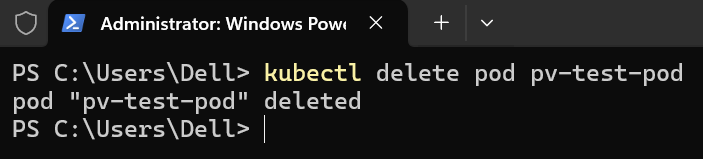 Administrator: Windows Powe
PS C:\Users\Dell> kubectl delete pod pv-test-pod
pod "pv-test-pod" deleted
PS C:\Users\Dell>